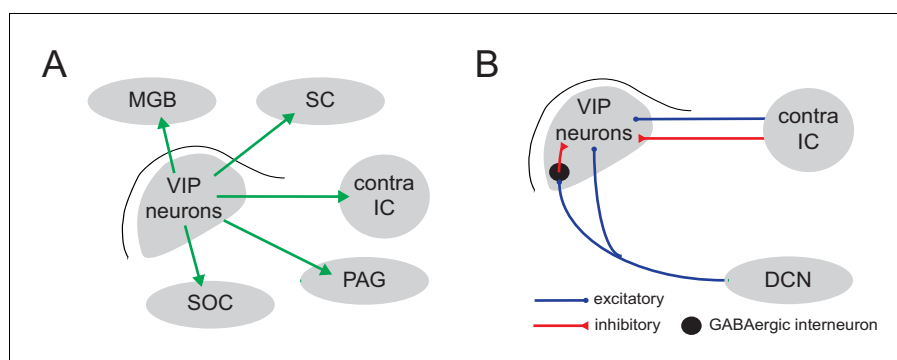 A
MGB
SC
VIP
neurons
contra
IC
SOC
PAG
B
VIP
neurons
contra
IC
DCN
excitatory
inhibitory
GABAergic interneuron